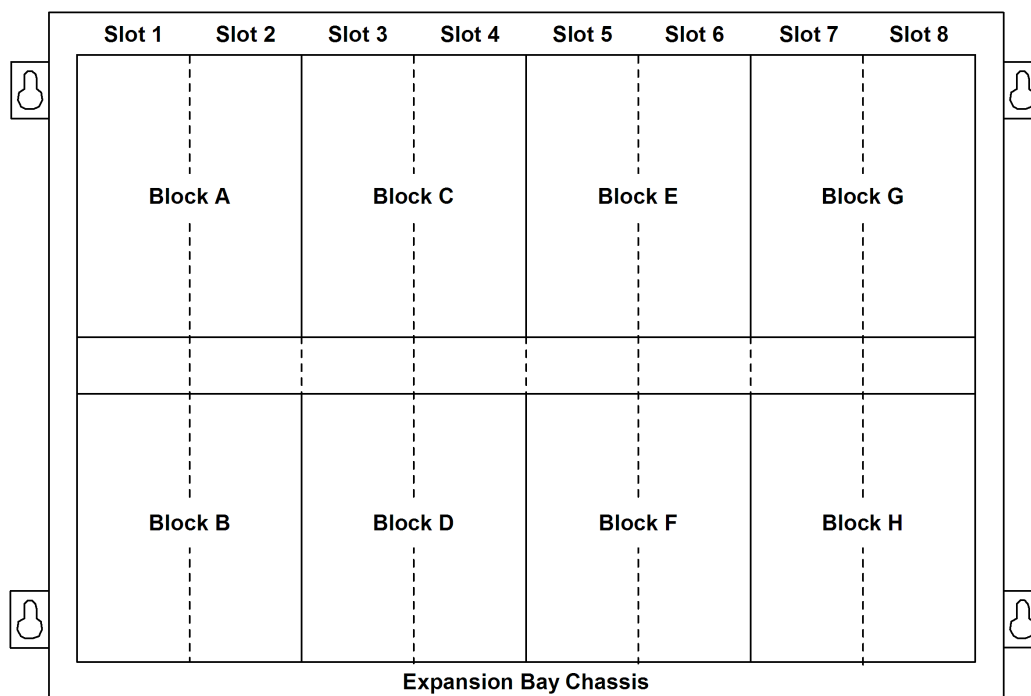 Slot 1 Slot 2 Slot 3 Slot 4 Slot 5 Slot 6 Slot 7 Slot 8
Block A Block C Block E Block G
Block B Block D Block F Block H
Expansion Bay Chassis